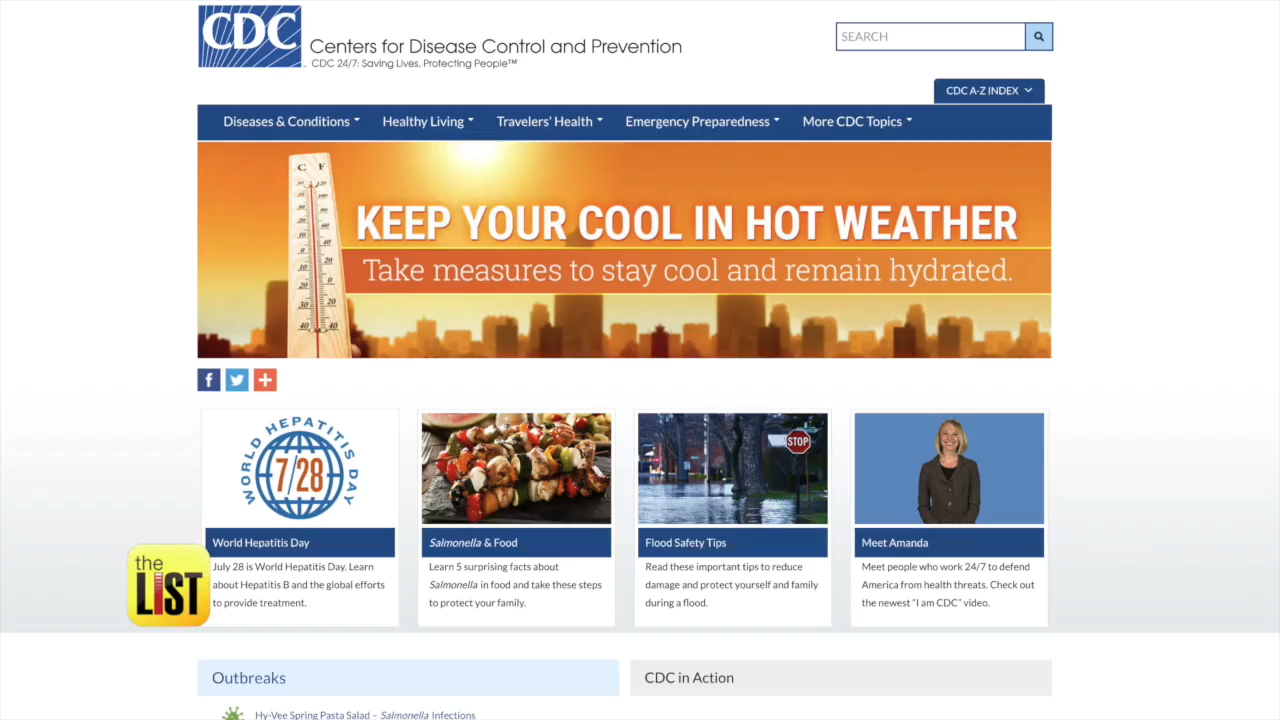 CDC
Centers for Disease Control and Prevention
CDC 24/7: Saving Lives, Protecting People™
SEARCH
CDC A-Z INDEX
Diseases & Conditions
Healthy Living
Travelers' Health
Emergency Preparedness
More CDC Topics
C F
KEEP YOUR COOL IN HOT WEATHER
Take measures to stay cool and remain hydrated.
WORLD HEPATITIS DAY
7/28
STOP
World Hepatitis Day
Salmonella & Food
Flood Safety Tips
Meet Amanda
July 28 is World Hepatitis Day. Learn
about Hepatitis B and the global efforts
to provide treatment.
Learn 5 surprising facts about
Salmonella in food and take these steps
to protect your family.
Read these important tips to reduce
damage and protect yourself and family
during a flood.
Meet people who work 24/7 to defend
America from health threats. Check out
the newest "I am CDC" video.
the
LIST
Outbreaks
CDC in Action
Hy-Vee Spring Pasta Salad – Salmonella Infections